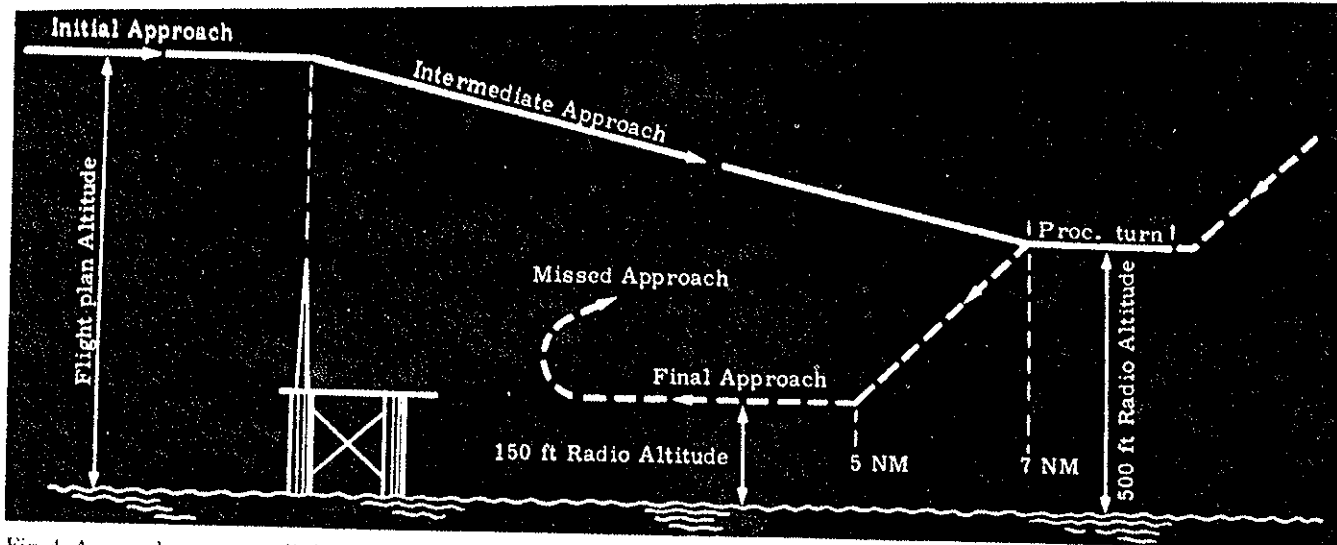 Initial Approach
Intermediate Approach
Flight plan Altitude
Proc. turn
Missed Approach
Final Approach
150 ft Radio Altitude
5 NM
7 NM
500 ft Radio Altitude